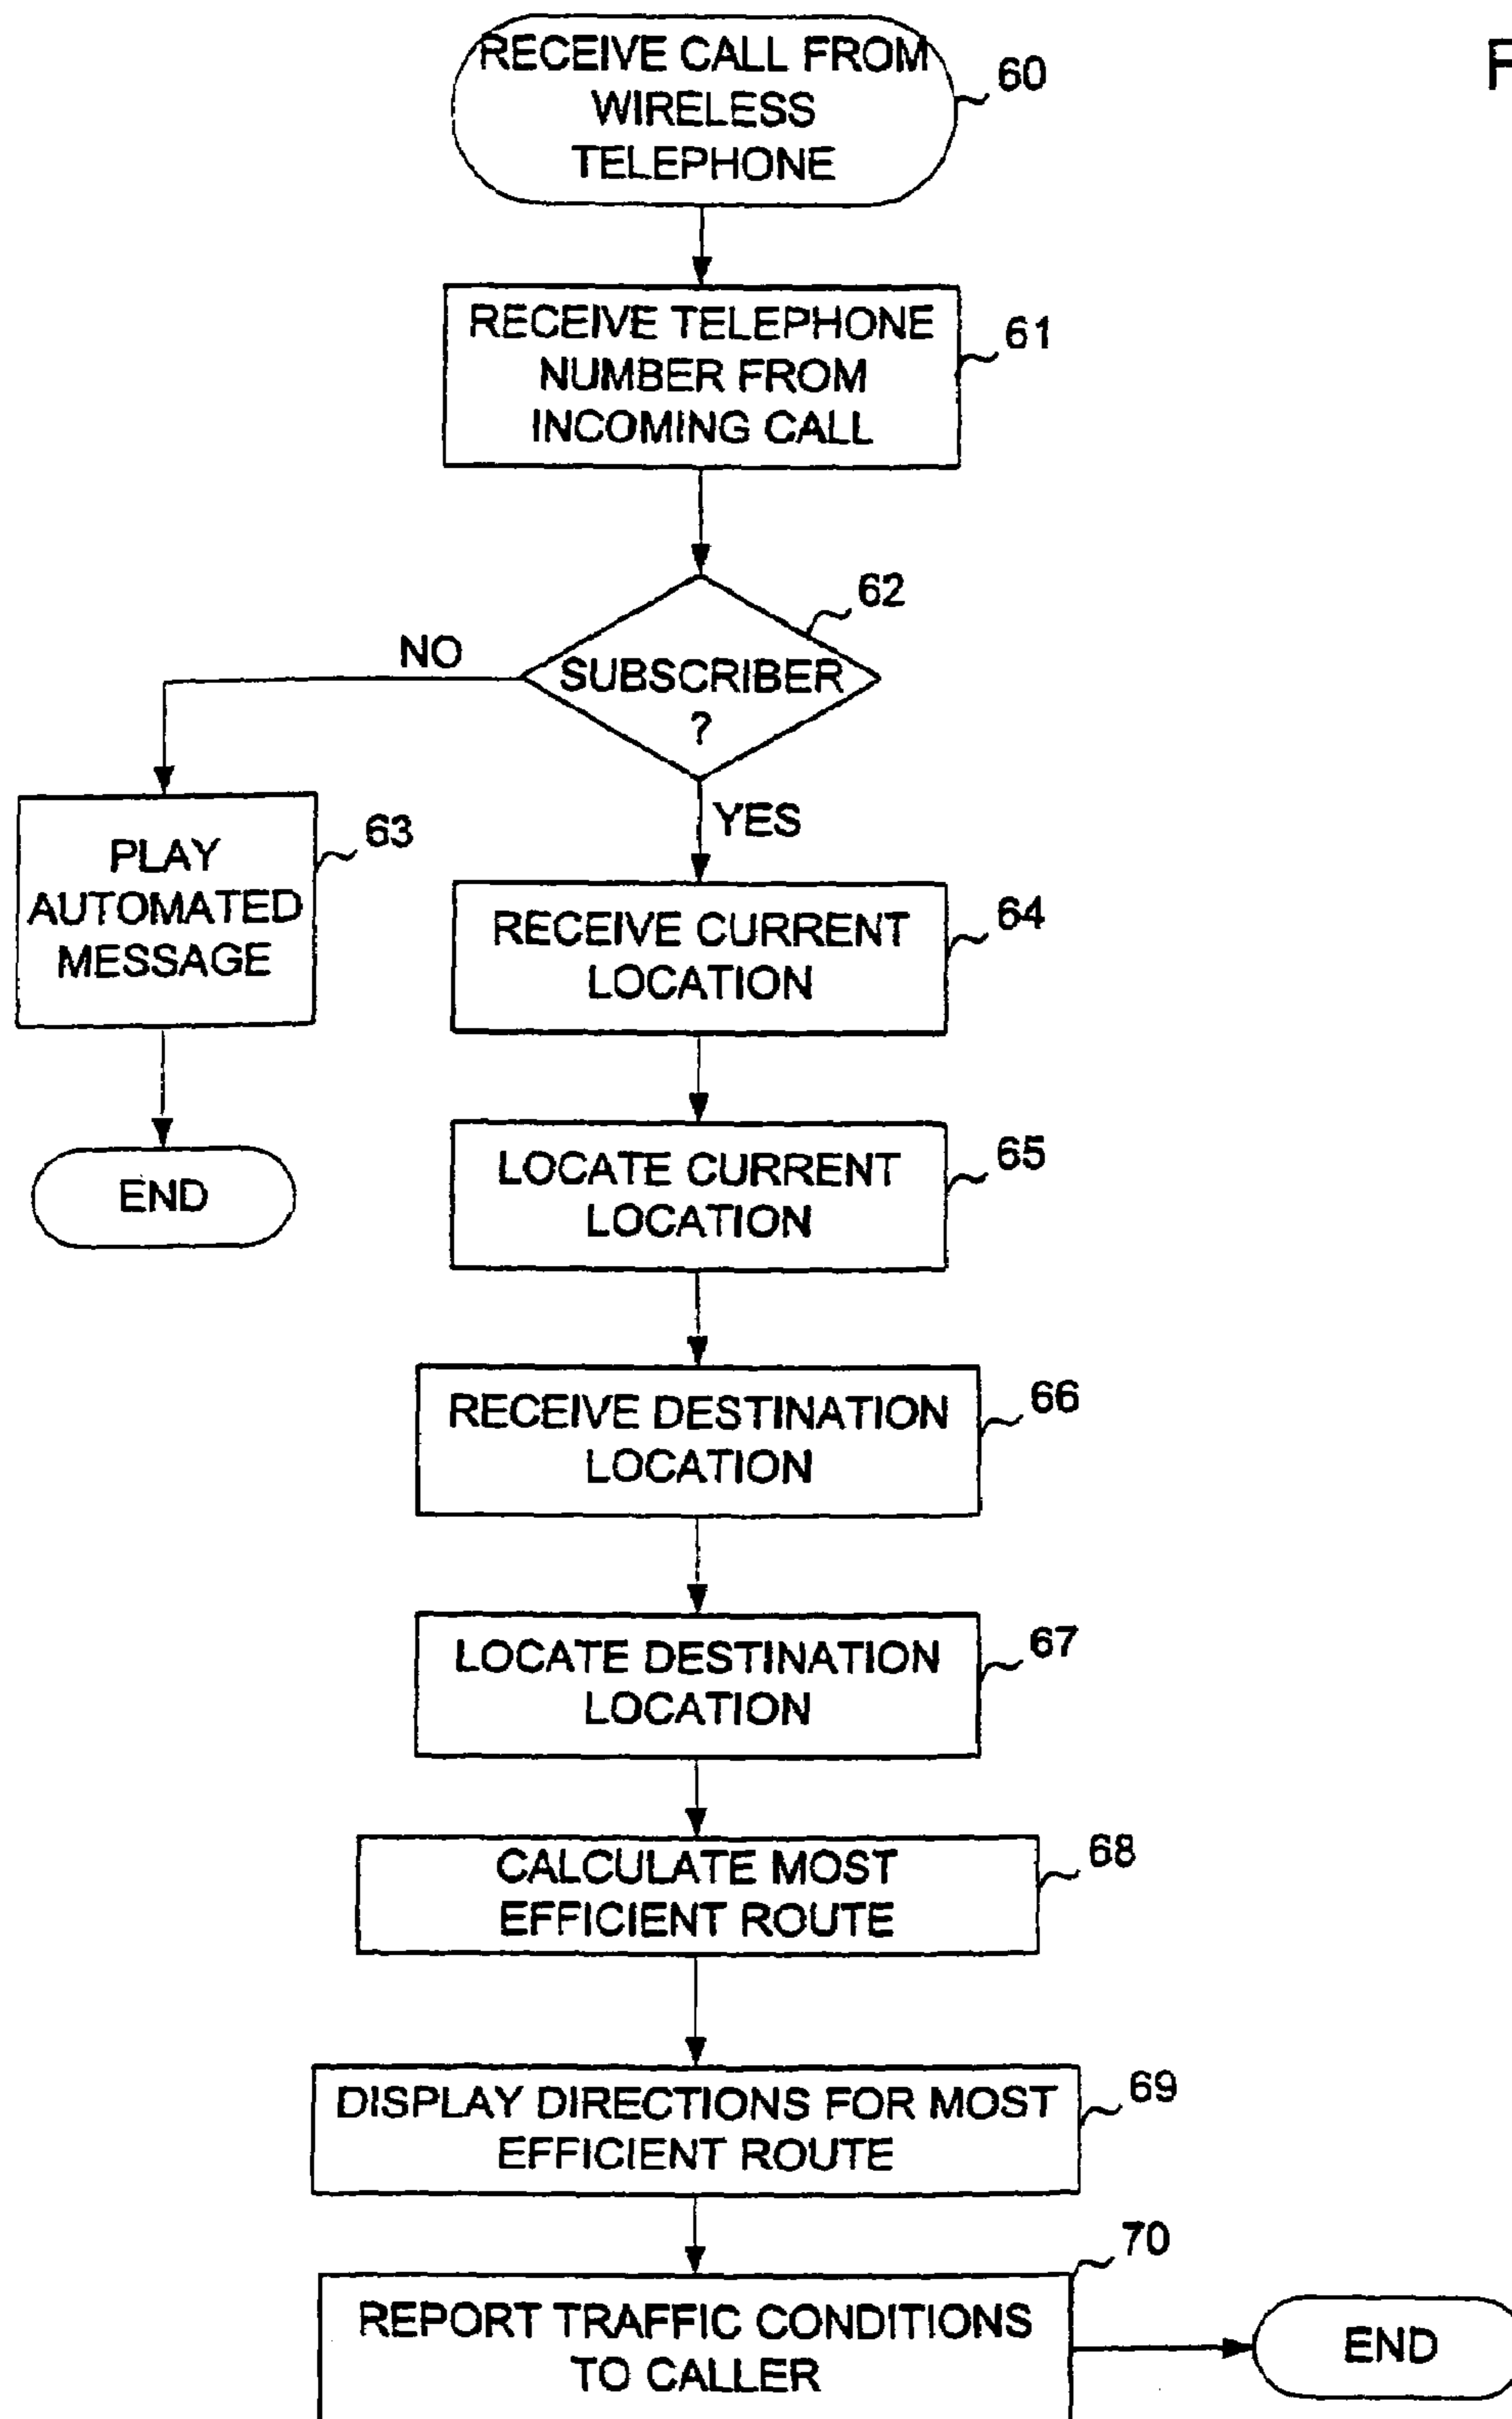 RECEIVE CALL FROM
WIRELESS
TELEPHONE
60
RECEIVE TELEPHONE
NUMBER FROM
INCOMING CALL
61
62
SUBSCRIBER
?
NO
YES
PLAY
AUTOMATED
MESSAGE
63
END
RECEIVE CURRENT
LOCATION
64
LOCATE CURRENT
LOCATION
65
RECEIVE DESTINATION
LOCATION
66
LOCATE DESTINATION
LOCATION
67
CALCULATE MOST
EFFICIENT ROUTE
68
DISPLAY DIRECTIONS FOR MOST
EFFICIENT ROUTE
69
REPORT TRAFFIC CONDITIONS
TO CALLER
70
END